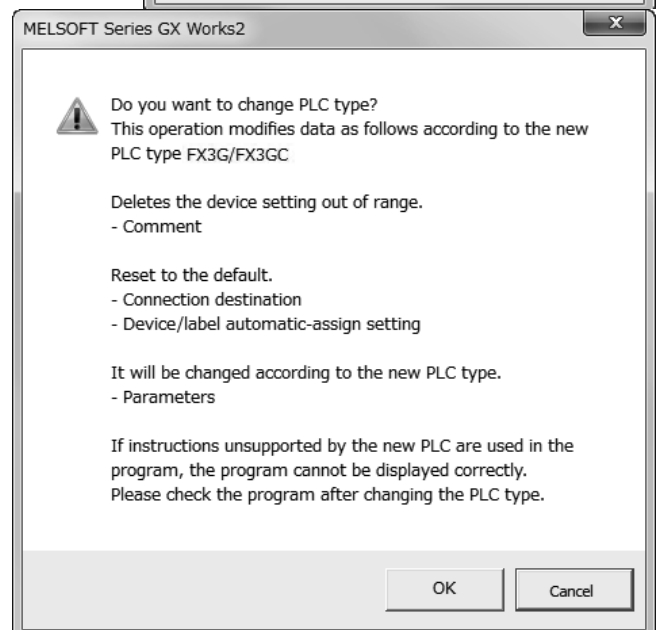 MELSOFT Series GX Works2
x
Do you want to change PLC type?
This operation modifies data as follows according to the new
PLC type FX3G/FX3GC
Deletes the device setting out of range.
- Comment
Reset to the default.
- Connection destination
- Device/label automatic-assign setting
It will be changed according to the new PLC type.
- Parameters
If instructions unsupported by the new PLC are used in the
program, the program cannot be displayed correctly.
Please check the program after changing the PLC type.
OK
Cancel